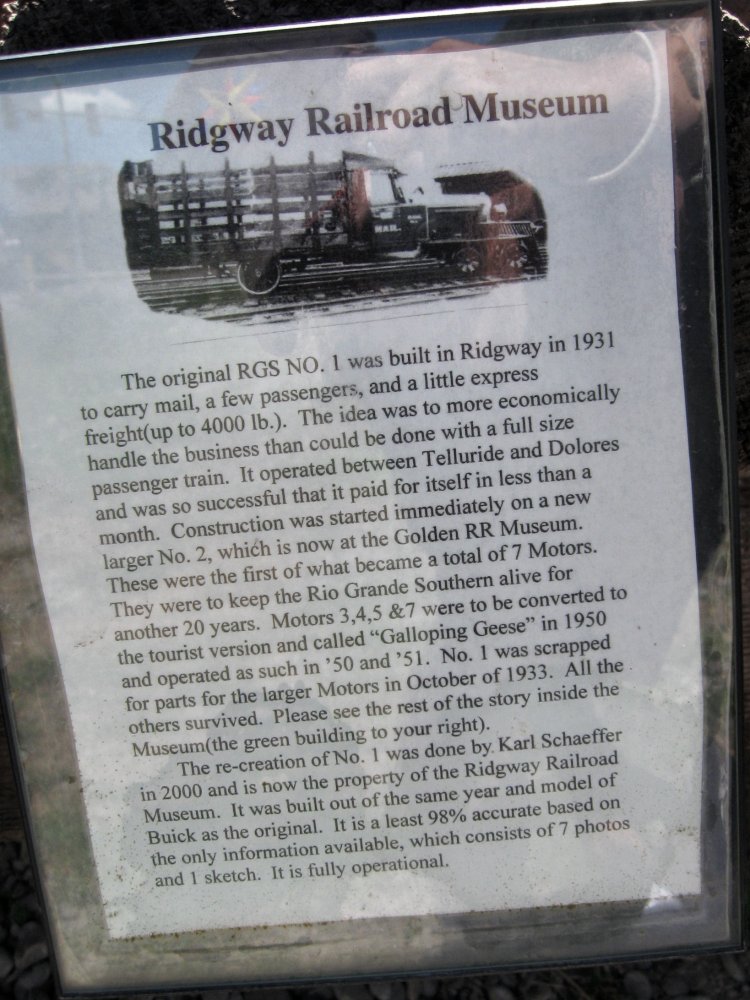 Ridgway Railroad Museum
The original RGS NO. 1 was built in Ridgway in 1931
to carry mail, a few passengers, and a little express
freight(up to 4000 lb.). The idea was to more economically
handle the business than could be done with a full size
passenger train. It operated between Telluride and Dolores
and was so successful that it paid for itself in less than a
month. Construction was started immediately on a new
larger No. 2, which is now at the Golden RR Museum.
These were the first of what became a total of 7 Motors.
They were to keep the Rio Grande Southern alive for
another 20 years. Motors 3,4,5 &7 were to be converted to
the tourist version and called “Galloping Geese” in 1950
and operated as such in ’50 and ’51. No. 1 was scrapped
for parts for the larger Motors in October of 1933. All the
others survived. Please see the rest of the story inside the
Museum(the green building to your right).
The re-creation of No. 1 was done by Karl Schaeffer
in 2000 and is now the property of the Ridgway Railroad
Museum. It was built out of the same year and model of
Buick as the original. It is a least 98% accurate based on
the only information available, which consists of 7 photos
and 1 sketch. It is fully operational.